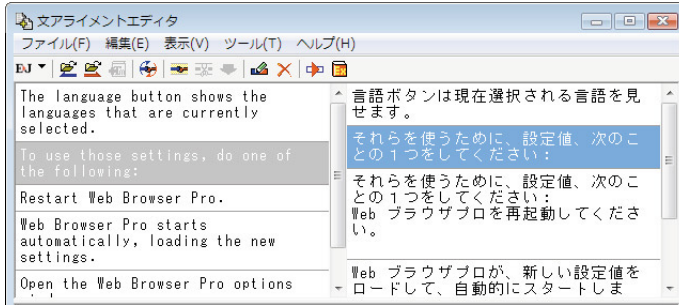 文アライメントエディタ
ファイル(F) 編集(E) 表示(V) ツール(T) ヘルプ(H)
EJ
The language button shows the
languages that are currently
selected.
To use those settings, do one of
the following:
Restart Web Browser Pro.
Web Browser Pro starts
automatically, loading the new
settings.
Open the Web Browser Pro options
言語ボタンは現在選択される言語を見
せます。
それらを使うために、設定値、次のこ
との１つをしてください：
それらを使うために、設定値、次のこ
との１つをしてください：
Web ブラウザプロを再起動してくださ
い。
Web ブラウザプロが、新しい設定値を
ロードして、自動的にスタートしま